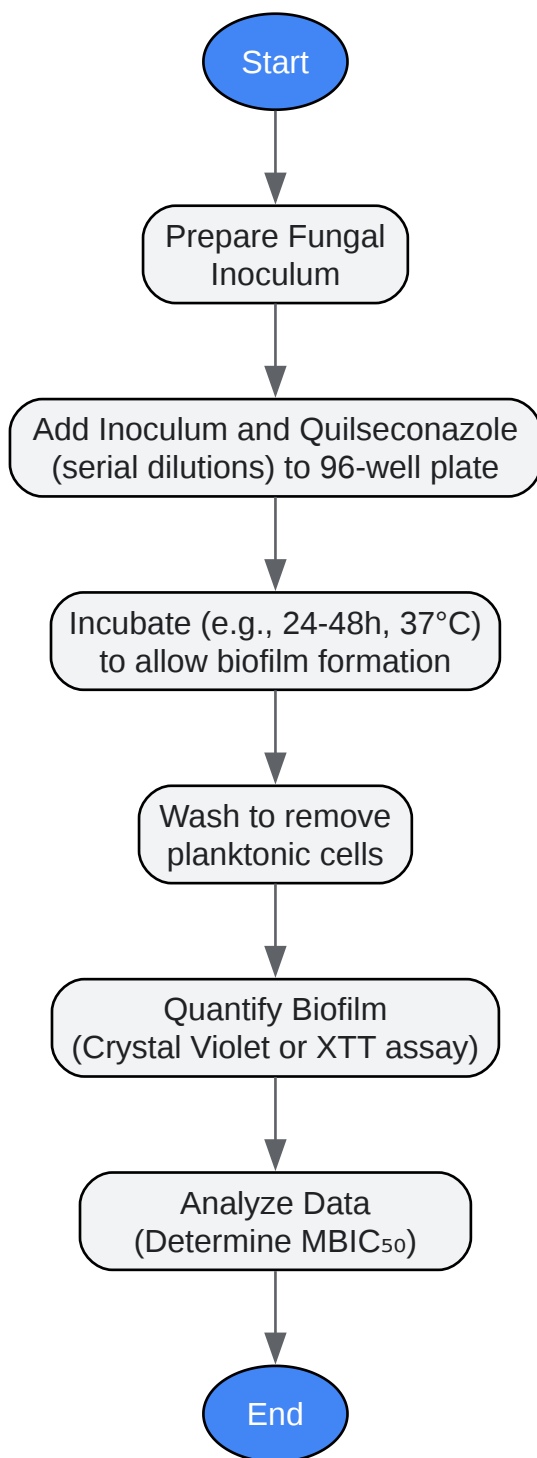 Start
Prepare Fungal
Inoculum
Add Inoculum and Quilseconazole
(serial dilutions) to 96-well plate
Incubate (e.g., 24-48h, 37°C)
to allow biofilm formation
Wash to remove
planktonic cells
Quantify Biofilm
(Crystal Violet or XTT assay)
Analyze Data
(Determine MBIC₅₀)
End